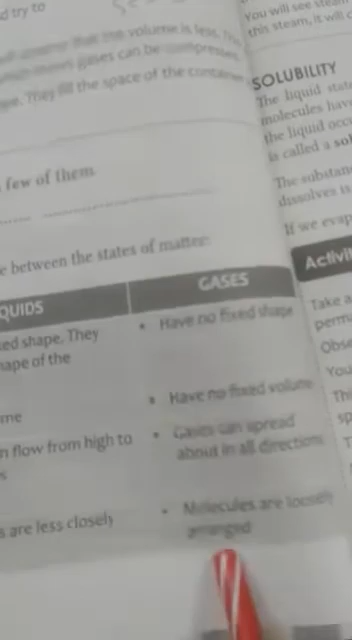 d try to
that the volume is less.
gases can be compressed
They fill the space of the container
few of them
e between the states of matter:
QUIDS
GASES
ed shape. They
hape of the
me
n flow from high to
s
s are less closely
• Have no fixed shape
• Have no fixed volume
• Gases can spread
about in all directions
• Molecules are loosely
arranged
You will see steam
this steam, it will c
SOLUBILITY
The liquid stat
molecules hav
the liquid occ
is called a sol
The substan
dissolves is
If we evap
Activi
Take a
perm
Obse
You
Thi
sp
T